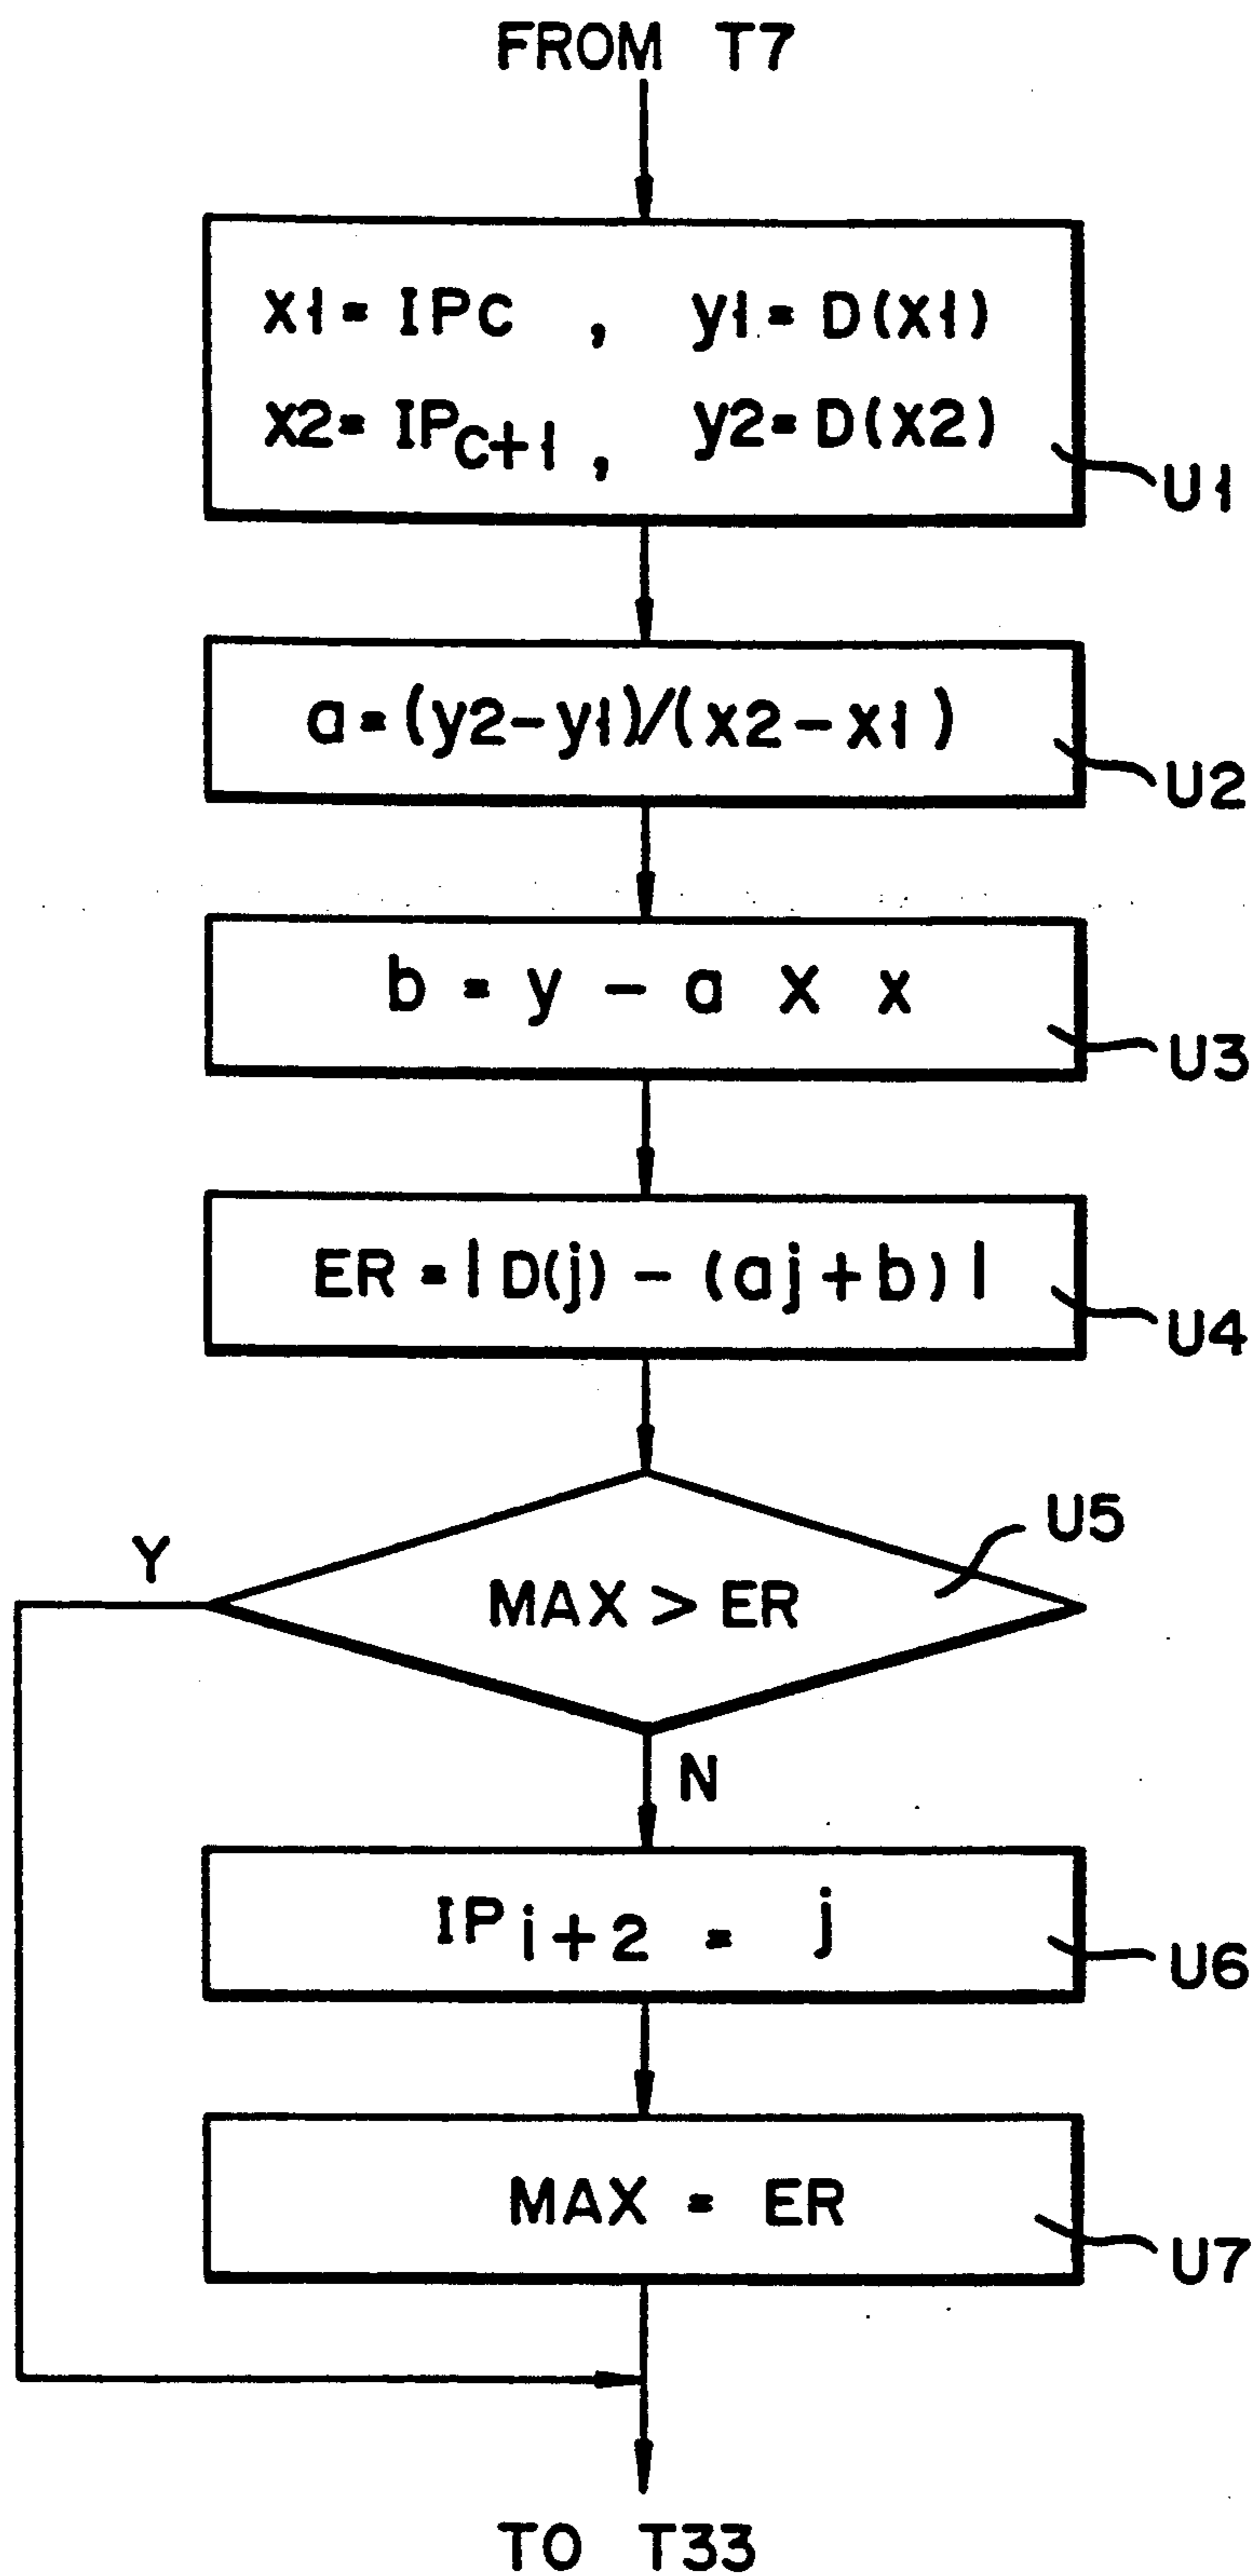 FROM T7
x1 = IPC , y1 = D(x1)
x2 = IPC+1 , y2 = D(x2)
U1
a = (y2-y1)/(x2-x1)
U2
b = y - a X x
U3
ER = | D(j) - (aj+b) |
U4
Y
MAX > ER
U5
N
IPi+2 = j
U6
MAX = ER
U7
TO T33